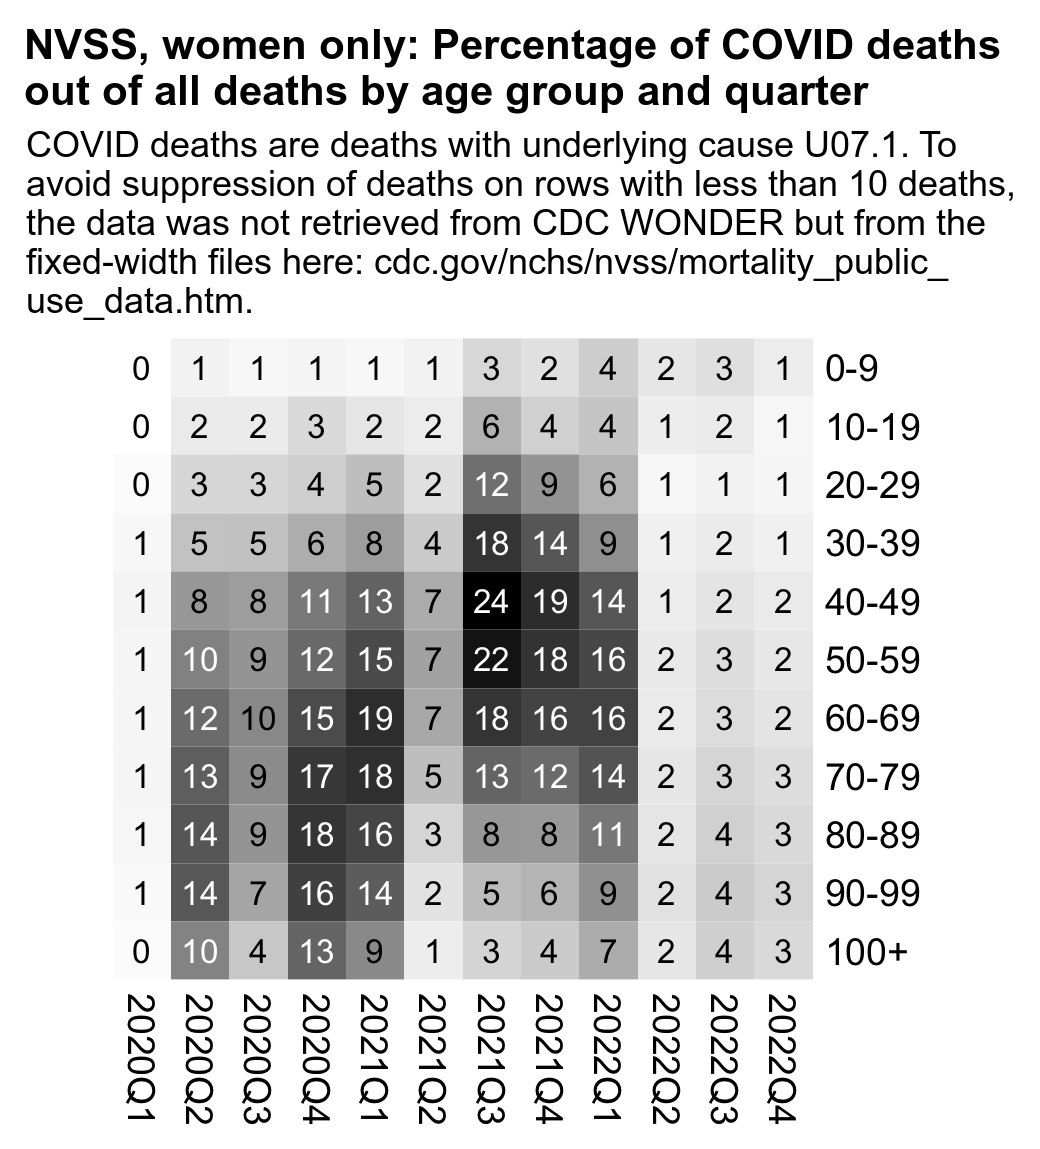 NVSS, women only: Percentage of COVID deaths
out of all deaths by age group and quarter
COVID deaths are deaths with underlying cause U07.1. To
avoid suppression of deaths on rows with less than 10 deaths,
the data was not retrieved from CDC WONDER but from the
fixed-width files here: cdc.gov/nchs/nvss/mortality_public_
use_data.htm.
0 1 1 1 1 1 3 2 4 2 3 1 0-9
0 2 2 3 2 2 6 4 4 1 2 1 10-19
0 3 3 4 5 2 12 9 6 1 1 1 20-29
1 5 5 6 8 4 18 14 9 1 2 1 30-39
1 8 8 11 13 7 24 19 14 1 2 2 40-49
1 10 9 12 15 7 22 18 16 2 3 2 50-59
1 12 10 15 19 7 18 16 16 2 3 2 60-69
1 13 9 17 18 5 13 12 14 2 3 3 70-79
1 14 9 18 16 3 8 8 11 2 4 3 80-89
1 14 7 16 14 2 5 6 9 2 4 3 90-99
0 10 4 13 9 1 3 4 7 2 4 3 100+
2020Q1 2020Q2 2020Q3 2020Q4 2021Q1 2021Q2 2021Q3 2021Q4 2022Q1 2022Q2 2022Q3 2022Q4